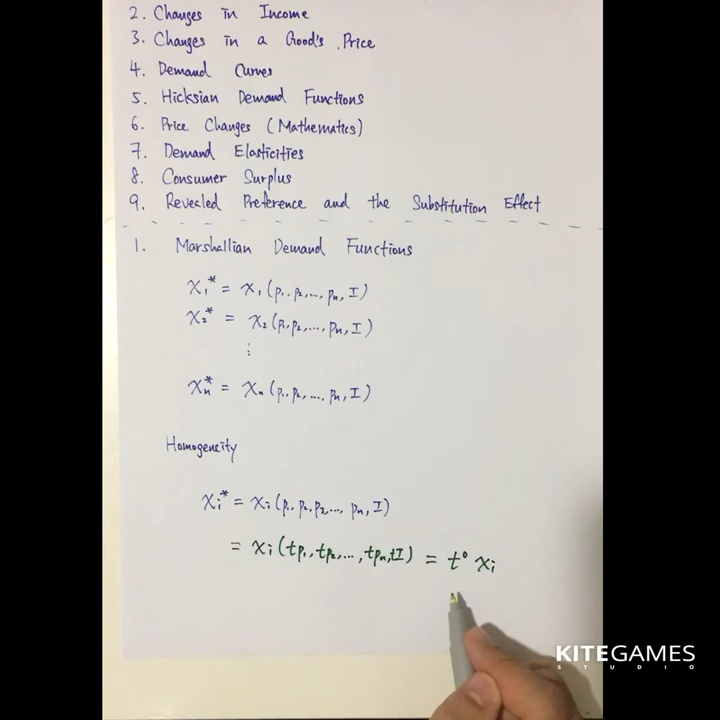 2. Changes in Income
3. Changes in a Good's Price
4. Demand Curves
5. Hicksian Demand Functions
6. Price Changes (Mathematics)
7. Demand Elasticities
8. Consumer Surplus
9. Revealed Preference and the Substitution Effect
1. Marshallian Demand Functions
x₁* = x₁(p₁, p₂, ..., pₙ, I)
x₂* = x₂(p₁, p₂, ..., pₙ, I)
⋮
xₙ* = xₙ(p₁, p₂, ..., pₙ, I)
Homogeneity
xᵢ* = xᵢ(p₁, p₂, p₃, ... pₙ, I)
= xᵢ(tp₁, tp₂, ..., tpₙ, tI) = t⁰ xᵢ
KITEGAMES
STUDIO